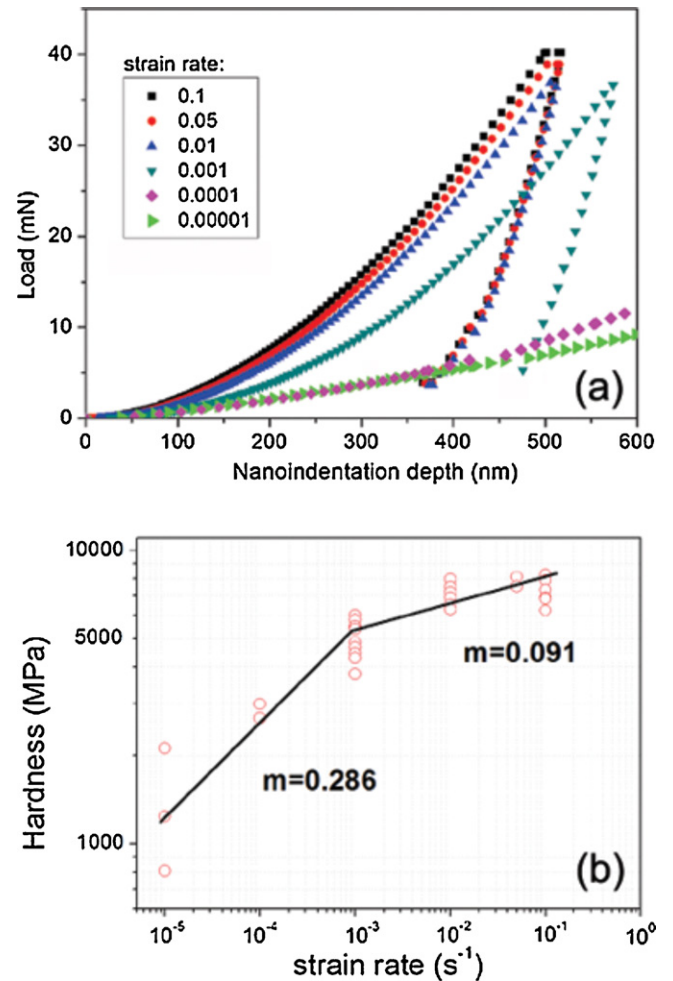 40
30
20
10
0
strain rate:
0.1
0.05
0.01
0.001
0.0001
0.00001
Load (mN)
(a)
0 100 200 300 400 500 600
Nanoindentation depth (nm)
10000
5000
1000
m=0.091
m=0.286
Hardness (MPa)
(b)
10⁻⁵ 10⁻⁴ 10⁻³ 10⁻² 10⁻¹ 10⁰
strain rate (s⁻¹)